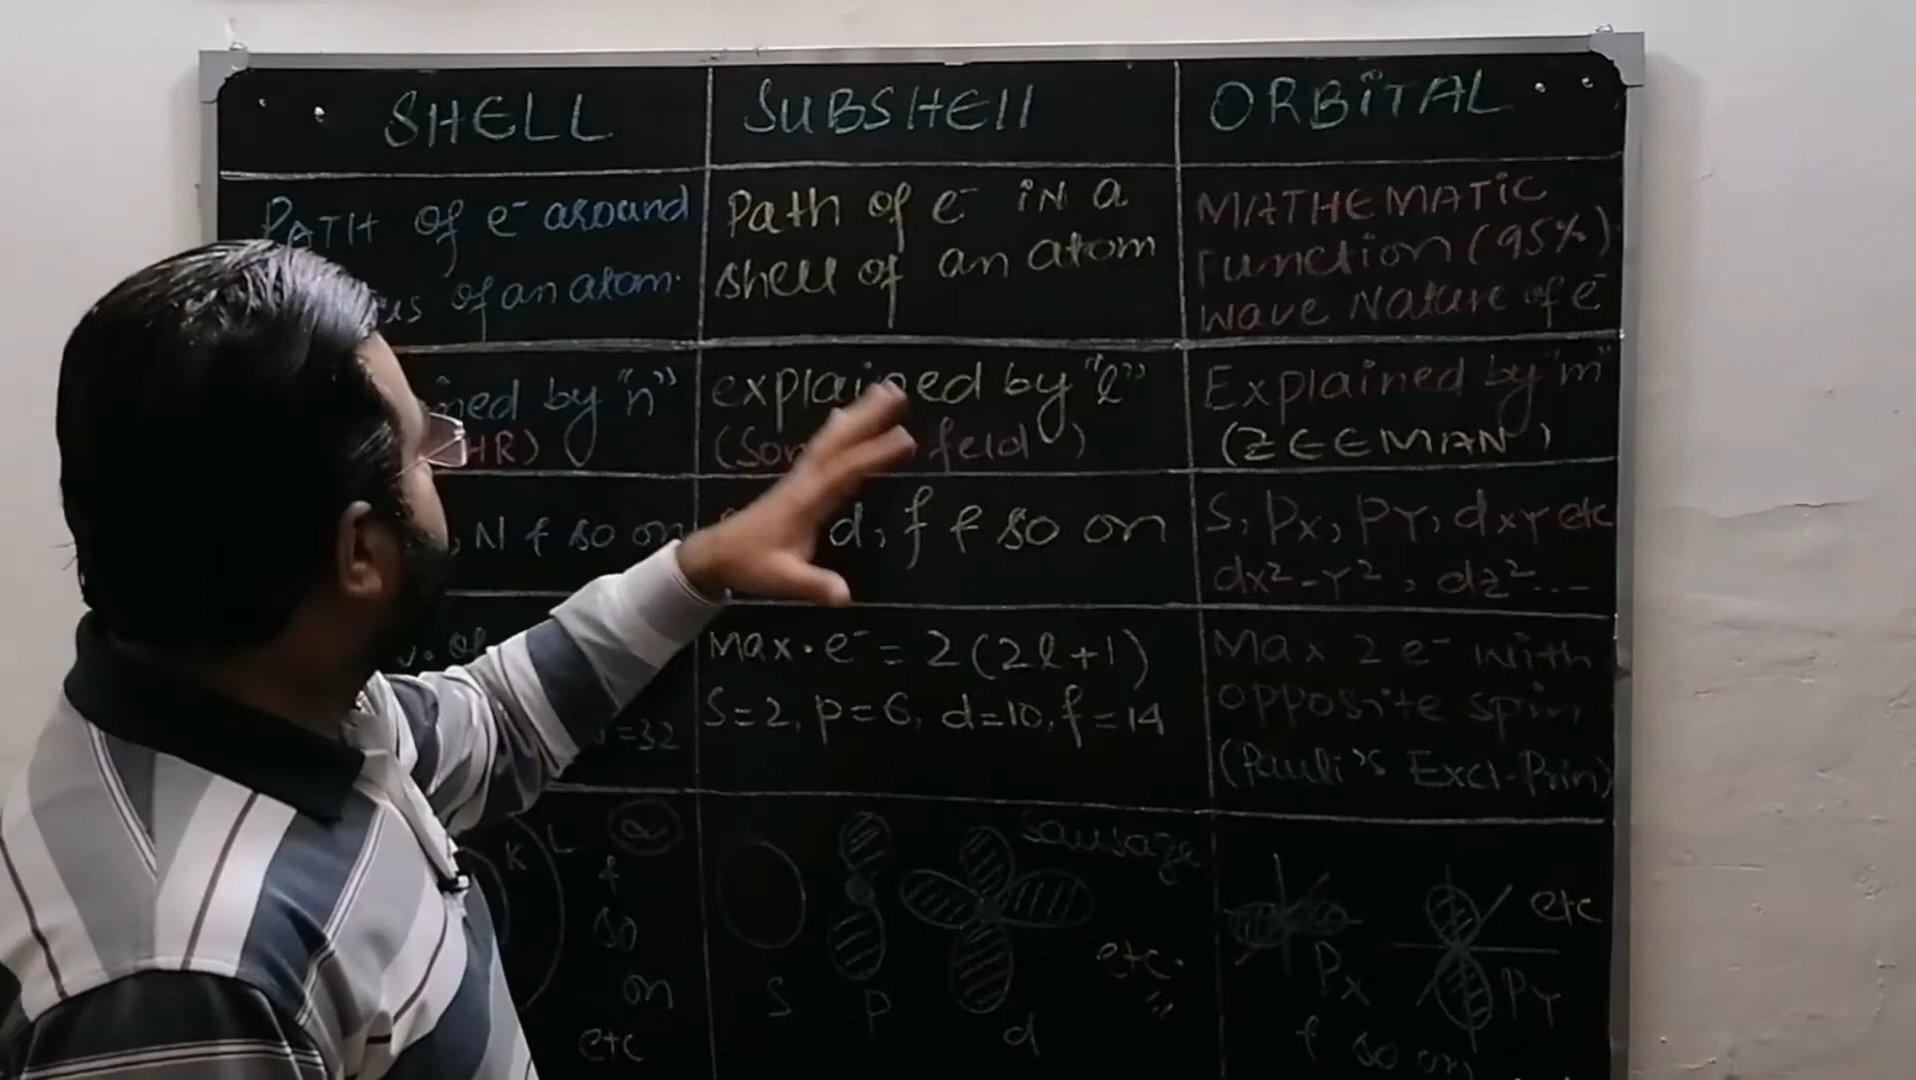 SHELL
SUBSHEll
ORBiTAL
PATH of e⁻ around
of an atom.
Path of e⁻ iN a
shell of an atom
MATHEMATiC
Function (95%)
Wave Nature of e⁻
by "n"
explained by "l"
Explained by "m"
(ZEEMAN)
, N & so on
d, f & so on
S, Px, PY, dxY etc
dx²-Y², dz²...
=32
Max. e⁻ = 2(2l+1)
S=2, p=6, d=10, f=14
Max 2 e⁻ with
opposite spin
(Pauli's Excl-Prin)
K L
&
so
on
etc
sausage
etc.
S P d
etc
Px PY
& so on